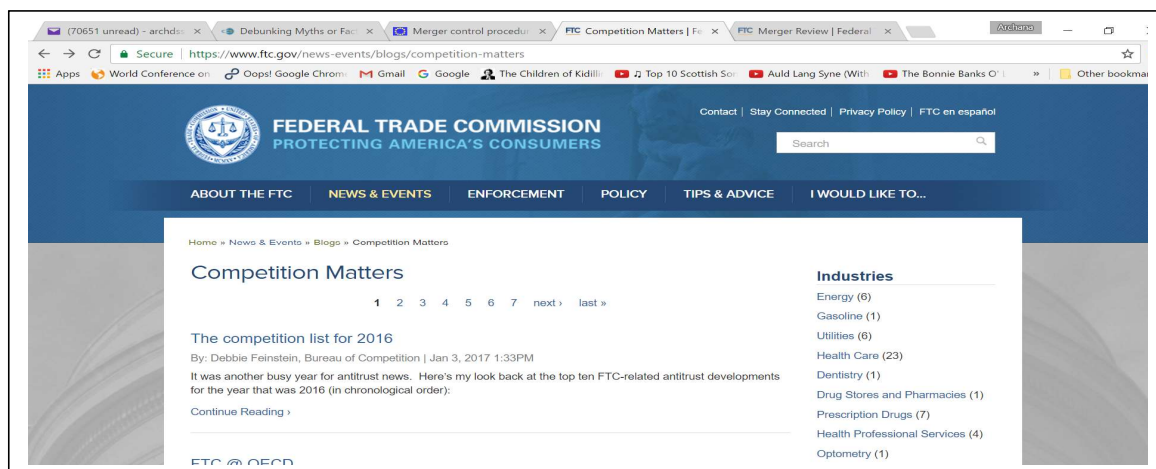 (70651 unread) - archds
Debunking Myths or Fac
Merger control procedur
FTC Competition Matters | Fe
FTC Merger Review | Federal
Archana
Secure | https://www.ftc.gov/news-events/blogs/competition-matters
Apps World Conference on Oops! Google Chrom Gmail G Google The Children of Kidilli Top 10 Scottish Son Auld Lang Syne (With The Bonnie Banks O' L » Other bookmar
Contact | Stay Connected | Privacy Policy | FTC en español
FEDERAL TRADE COMMISSION
PROTECTING AMERICA'S CONSUMERS
Search
ABOUT THE FTC NEWS & EVENTS ENFORCEMENT POLICY TIPS & ADVICE I WOULD LIKE TO...
Home » News & Events » Blogs » Competition Matters
Competition Matters
1 2 3 4 5 6 7 next › last »
The competition list for 2016
By: Debbie Feinstein, Bureau of Competition | Jan 3, 2017 1:33PM
It was another busy year for antitrust news. Here's my look back at the top ten FTC-related antitrust developments
for the year that was 2016 (in chronological order):
Continue Reading ›
FTC @ OECD
Industries
Energy (6)
Gasoline (1)
Utilities (6)
Health Care (23)
Dentistry (1)
Drug Stores and Pharmacies (1)
Prescription Drugs (7)
Health Professional Services (4)
Optometry (1)